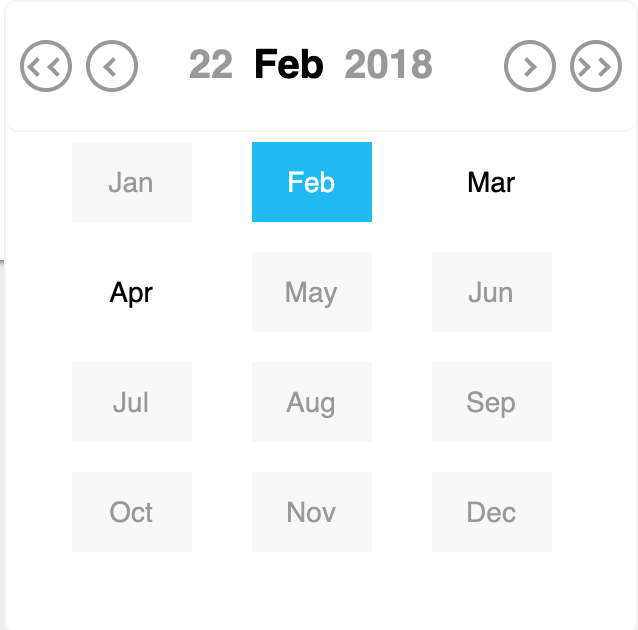 22 Feb 2018
Jan Feb Mar
Apr May Jun
Jul Aug Sep
Oct Nov Dec